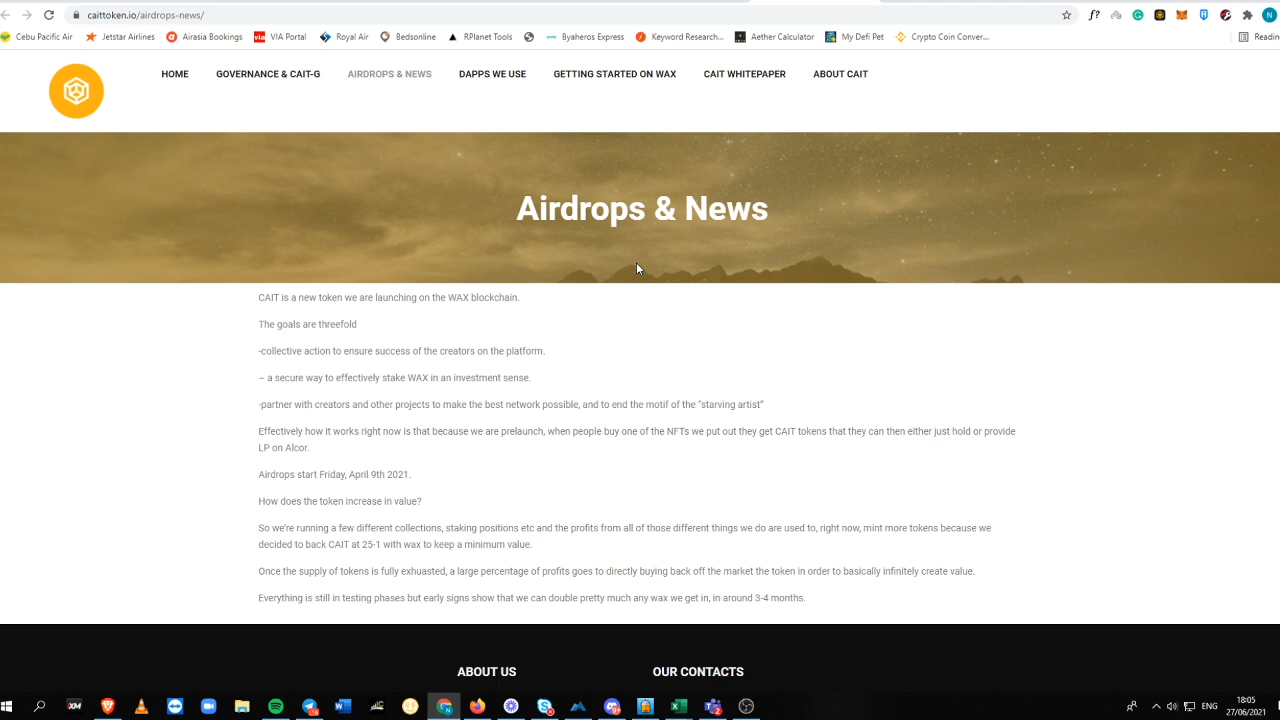 caittoken.io/airdrops-news/
f?
N
Cebu Pacific Air
Jetstar Airlines
Airasia Bookings
via
VIA Portal
Royal Air
Bedsonline
RPlanet Tools
Byaheros Express
Keyword Research...
Aether Calculator
My Defi Pet
Crypto Coin Conver...
Readin
HOME
GOVERNANCE & CAIT-G
AIRDROPS & NEWS
DAPPS WE USE
GETTING STARTED ON WAX
CAIT WHITEPAPER
ABOUT CAIT
Airdrops & News
CAIT is a new token we are launching on the WAX blockchain.
The goals are threefold
-collective action to ensure success of the creators on the platform.
– a secure way to effectively stake WAX in an investment sense.
-partner with creators and other projects to make the best network possible, and to end the motif of the “starving artist”
Effectively how it works right now is that because we are prelaunch, when people buy one of the NFTs we put out they get CAIT tokens that they can then either just hold or provide
LP on Alcor.
Airdrops start Friday, April 9th 2021.
How does the token increase in value?
So we’re running a few different collections, staking positions etc and the profits from all of those different things we do are used to, right now, mint more tokens because we
decided to back CAIT at 25-1 with wax to keep a minimum value.
Once the supply of tokens is fully exhuasted, a large percentage of profits goes to directly buying back off the market the token in order to basically infinitely create value.
Everything is still in testing phases but early signs show that we can double pretty much any wax we get in, in around 3-4 months.
ABOUT US
OUR CONTACTS
XM
ENG
18:05
27/06/2021